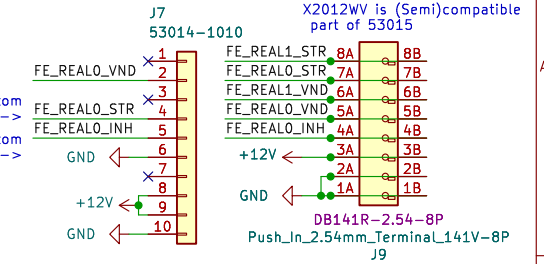 J7
53014-1010
X2012WV is (Semi)compatible
part of 53015
1
FE_REAL0_VND 2
3
FE_REAL0_STR 4
FE_REAL0_INH 5
GND 6
7
8
+12V
9
GND 10
tom
->
tom
->
FE_REAL1_STR 8A 8B
FE_REAL0_STR 7A 7B
FE_REAL1_VND 6A 6B
FE_REAL0_VND 5A 5B
FE_REAL0_INH 4A 4B
+12V 3A 3B
2A 2B
GND 1A 1B
DB141R-2.54-8P
Push_In_2.54mm_Terminal_141V-8P
J9
A